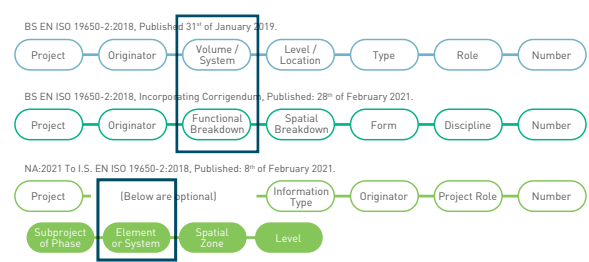 BS EN ISO 19650-2:2018, Published 31st of January 2019.
Project Originator Volume / System Level / Location Type Role Number
BS EN ISO 19650-2:2018, Incorporating Corrigendum, Published: 28th of February 2021.
Project Originator Functional Breakdown Spatial Breakdown Form Discipline Number
NA:2021 To I.S. EN ISO 19650-2:2018, Published: 8th of February 2021.
Project (Below are optional) Information Type Originator Project Role Number
Subproject of Phase Element or System Spatial Zone Level